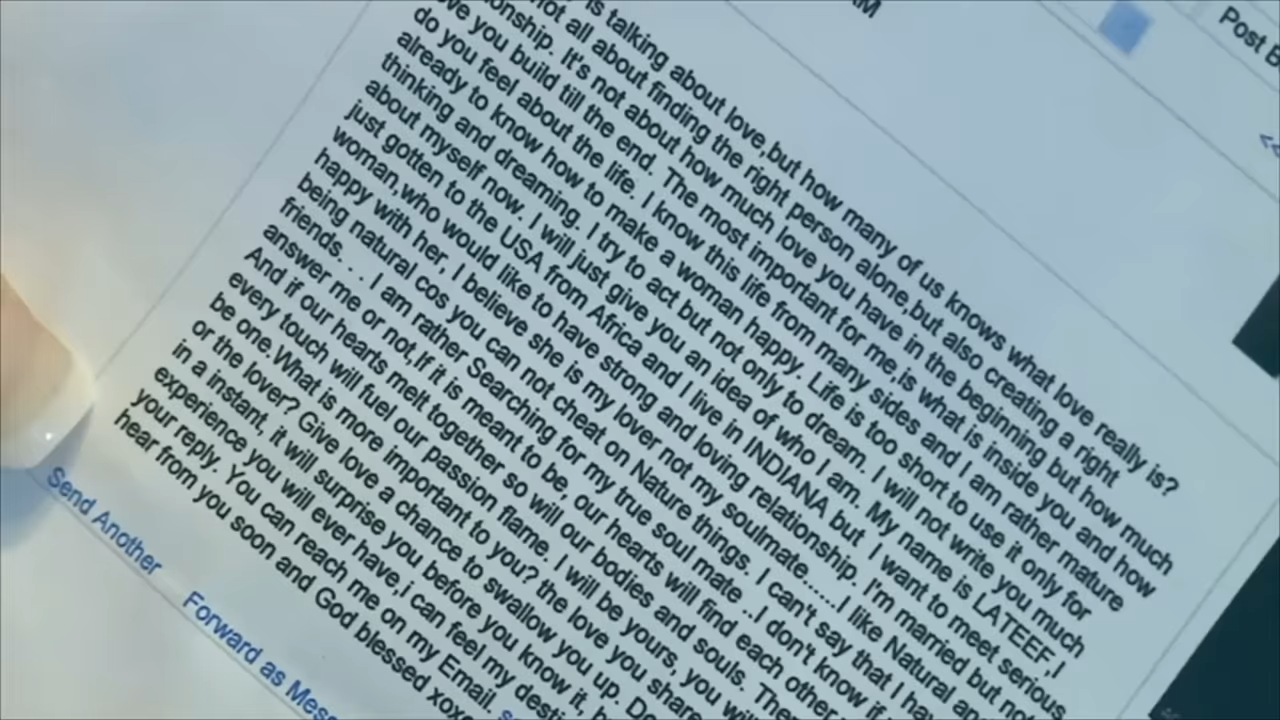 is talking about love,but how many of us knows what love really is?
not all about finding the right person alone,but also creating a right
onship. It's not about how much love you have in the beginning but how much
ove you build till the end. The most important for me,is what is inside you and how
do you feel about the life. I know this life from many sides and I am rather mature
already to know how to make a woman happy. Life is too short to use it only for
thinking and dreaming. I try to act but not only to dream. I will not write you much
about myself now. I will just give you an idea of who I am. My name is LATEEF,I
just gotten to the USA from Africa and I live in INDIANA but I want to meet serious
woman,who would like to have strong and loving relationship. I'm married but not
happy with her, I believe she is my lover not my soulmate......I like Natural an
being natural cos you can not cheat on Nature things. I can't say that I hav
friends. . . I am rather Searching for my true soul mate ..I don't know if
answer me or not,If it is meant to be, our hearts will find each other
And if our hearts melt together so will our bodies and souls. Ther
every touch will fuel our passion flame. I will be yours, you wi
be one.What is more important to you? the love you share
or the lover? Give love a chance to swallow you up. Do
in a instant, it will surprise you before you know it,
experience you will ever have,i can feel my desti
your reply. You can reach me on my Email.
hear from you soon and God blessed xoxo
Send Another
Forward as Mess
Post B